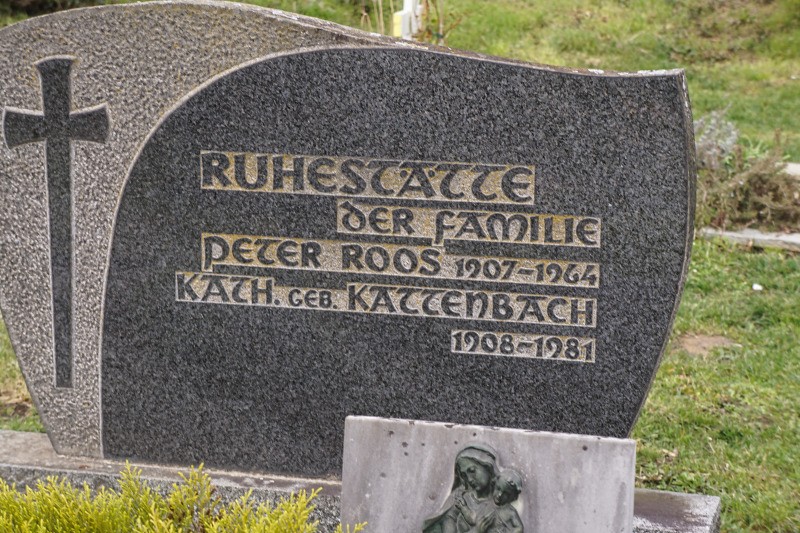 RUHESTÄTTE
DER FAMILIE
PETER ROOS 1907-1964
KATH. GEB. KATTENBACH
1908-1981